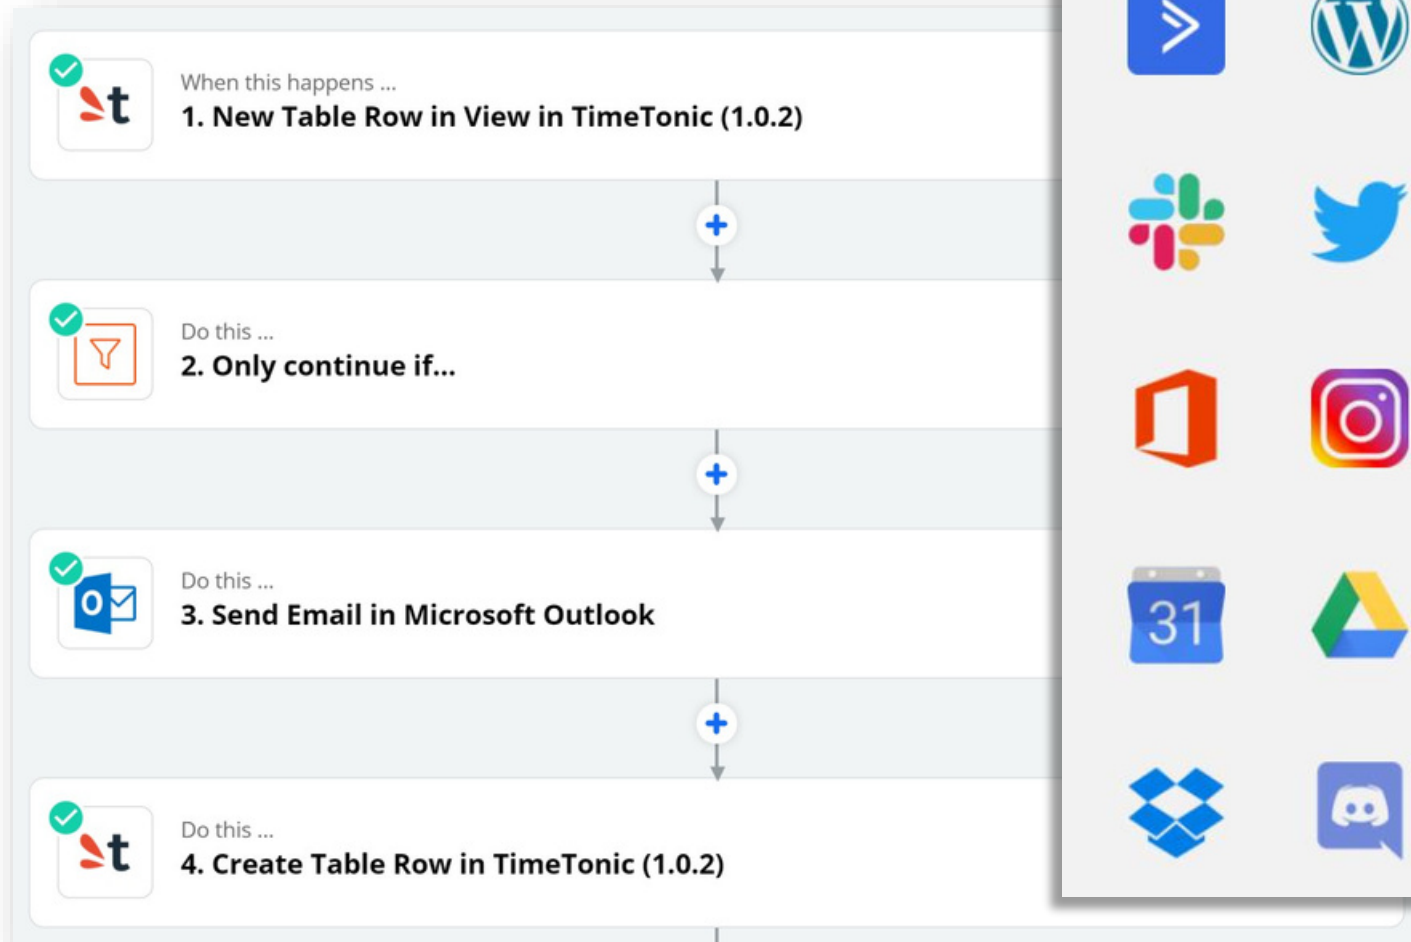 When this happens ...
1. New Table Row in View in TimeTonic (1.0.2)
Do this ...
2. Only continue if...
Do this ...
3. Send Email in Microsoft Outlook
Do this ...
4. Create Table Row in TimeTonic (1.0.2)
t
o
t
W
31